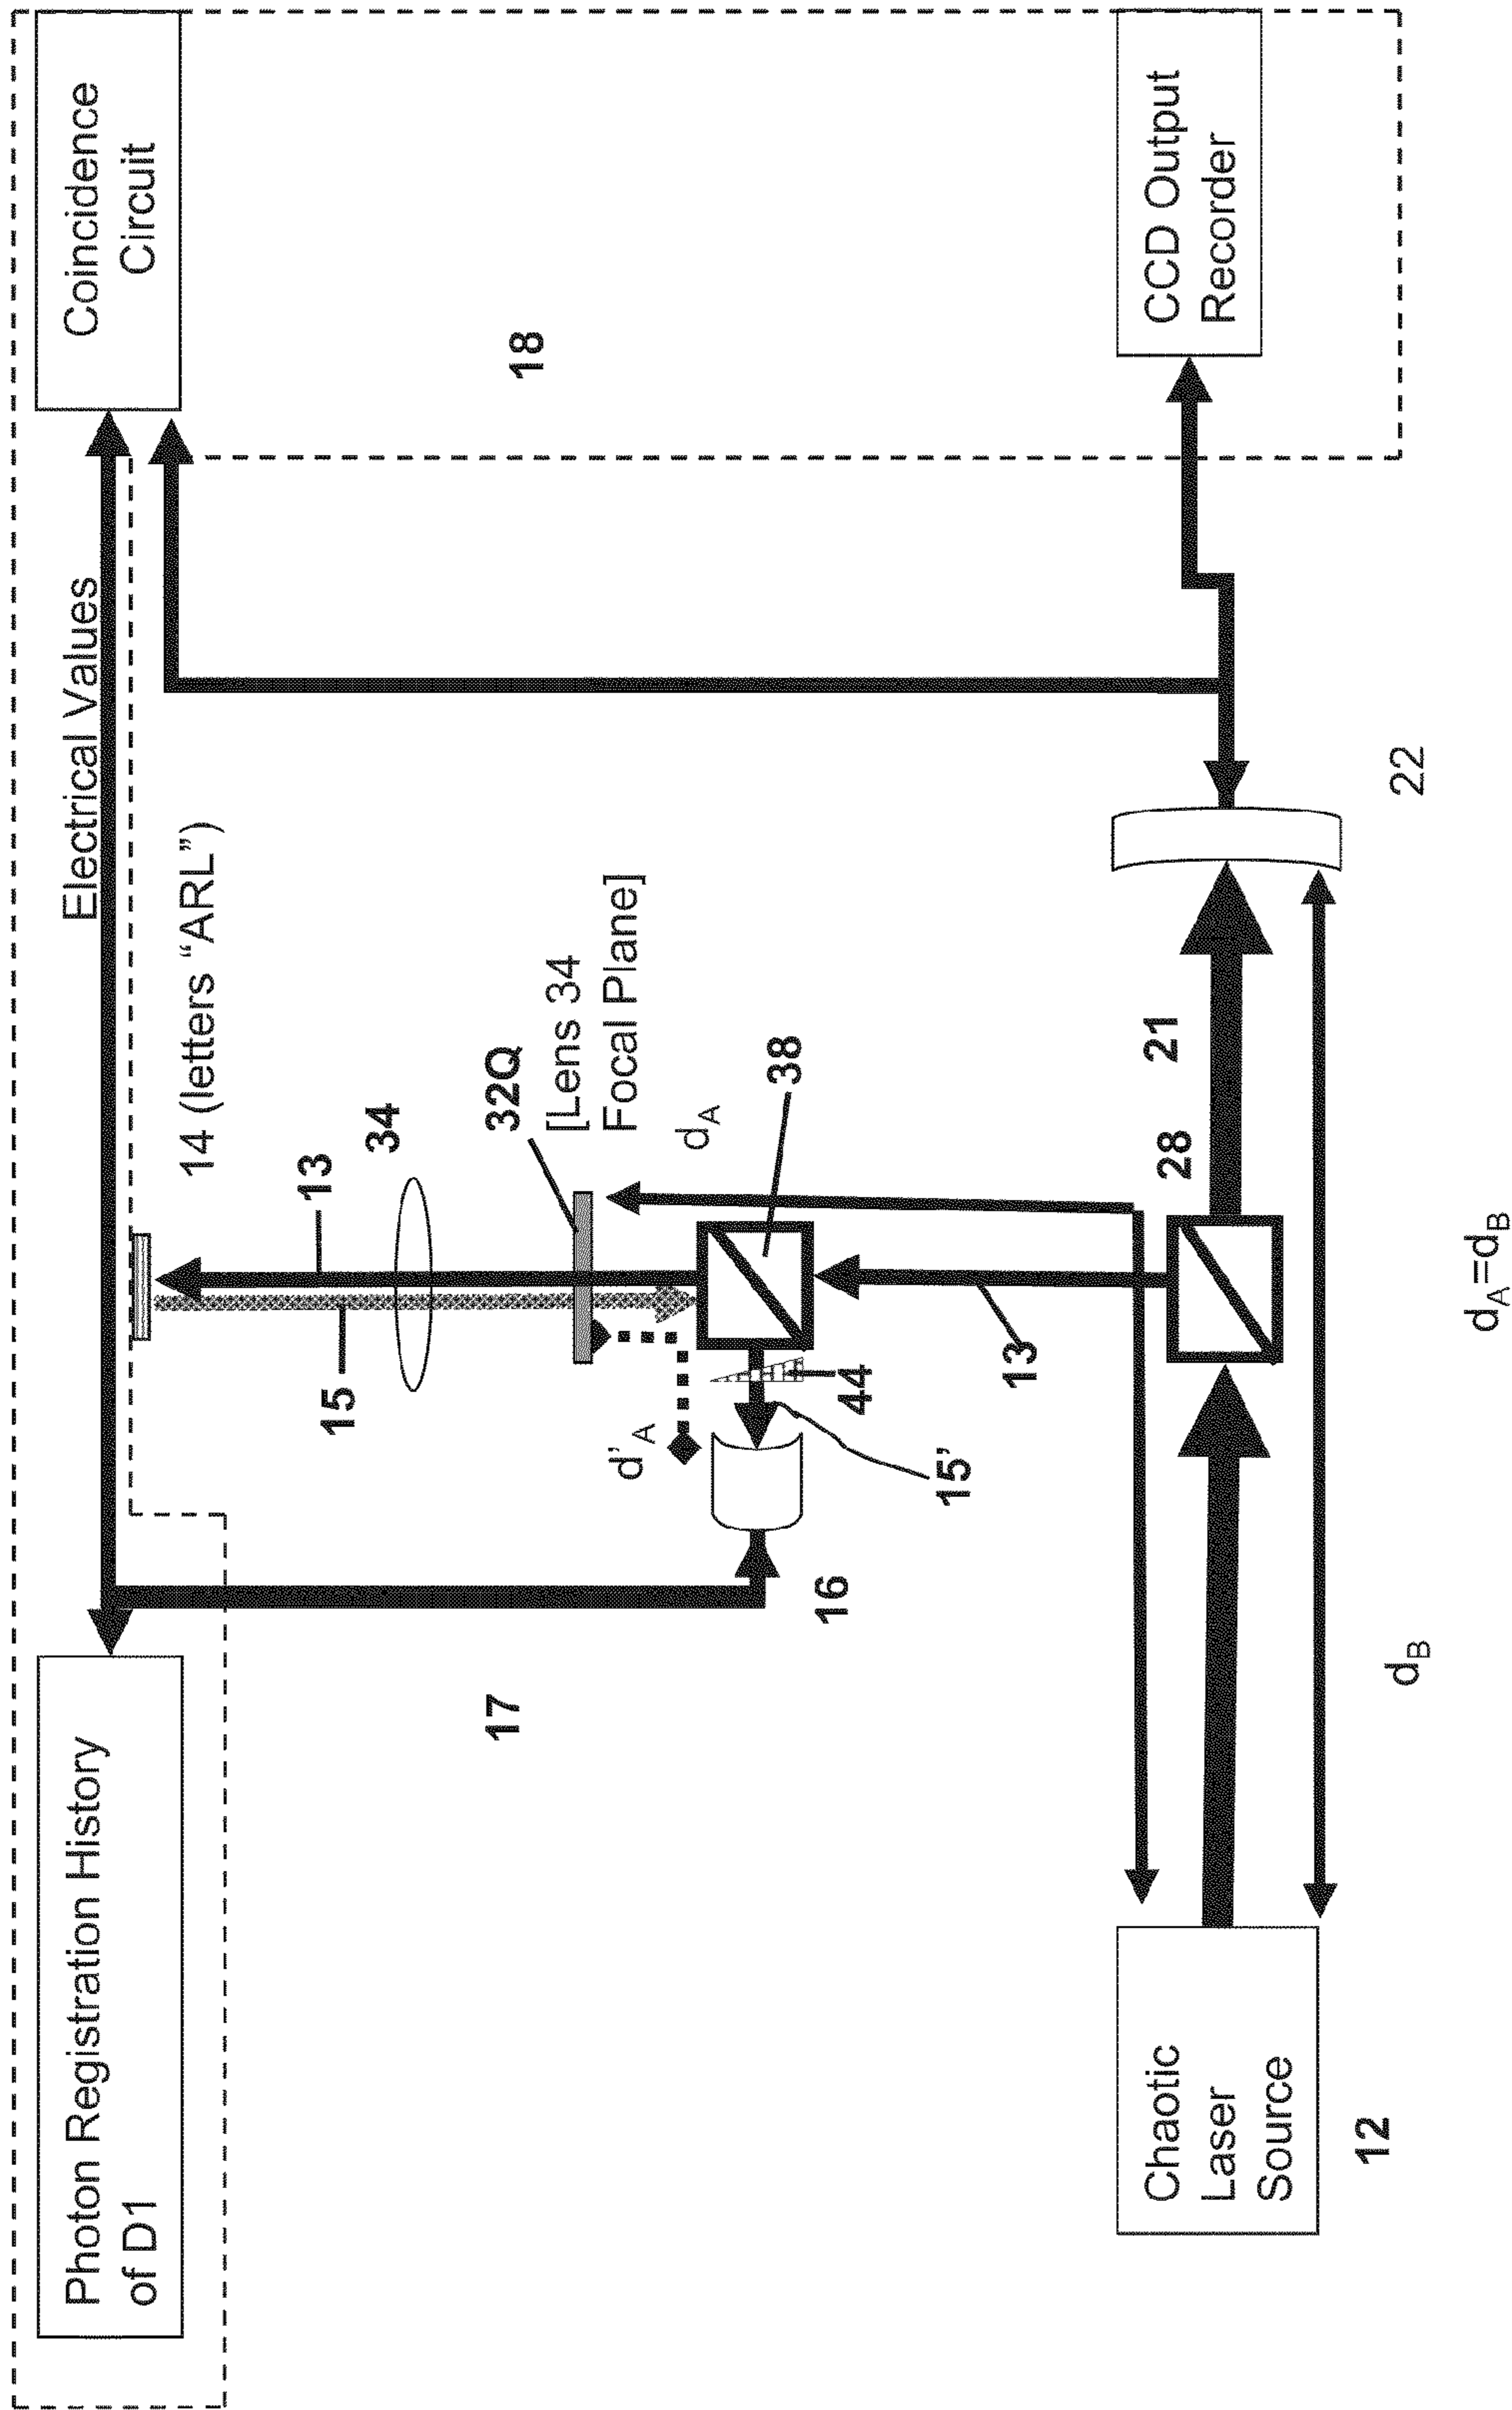 Photon Registration History
of D1
Electrical Values
Coincidence
Circuit
14 (letters “ARL”)
13
34
15
32Q
[Lens 34
Focal Plane]
18
17
d'A
dA
38
44
15'
16
13
28
21
22
CCD Output
Recorder
Chaotic
Laser
Source
12
dB
dA=dB